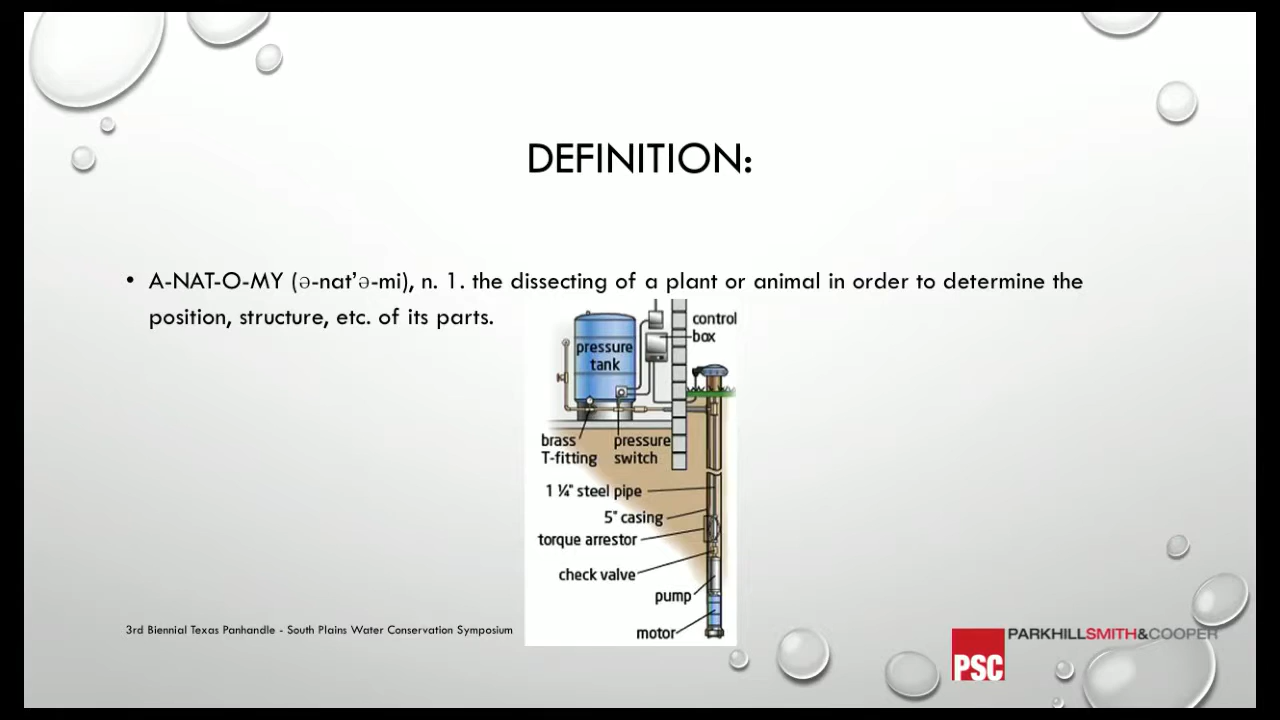 DEFINITION:
• A-NAT-O-MY (ə-nat’ə-mi), n. 1. the dissecting of a plant or animal in order to determine the
position, structure, etc. of its parts.
control
box
pressure
tank
brass
T-fitting
pressure
switch
1 ¼" steel pipe
5" casing
torque arrestor
check valve
pump
motor
3rd Biennial Texas Panhandle - South Plains Water Conservation Symposium
PARKHILLSMITH&COOPER
PSC